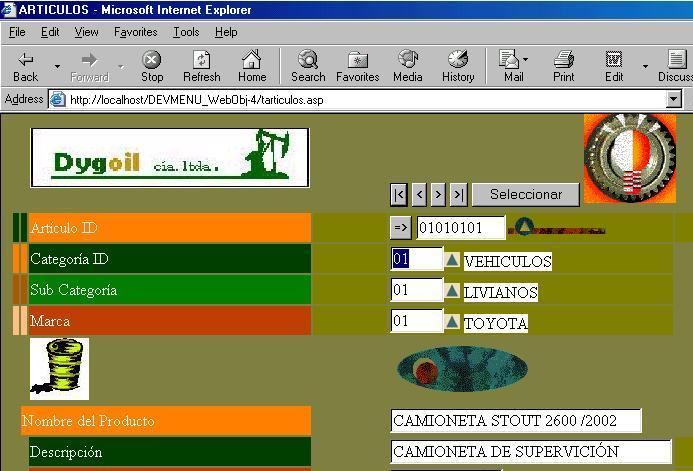 ARTICULOS - Microsoft Internet Explorer
File Edit View Favorites Tools Help
Back Forward Stop Refresh Home Search Favorites Media History Mail Print Edit Discuss
Address http://localhost/DEVMENU_WebObj-4/tarticulos.asp
Dygoil cia. ltda.
|< < > >| Seleccionar
Artículo ID => 01010101
Categoría ID 01 VEHICULOS
Sub Categoría 01 LIVIANOS
Marca 01 TOYOTA
Nombre del Producto CAMIONETA STOUT 2600 /2002
Descripción CAMIONETA DE SUPERVICIÓN